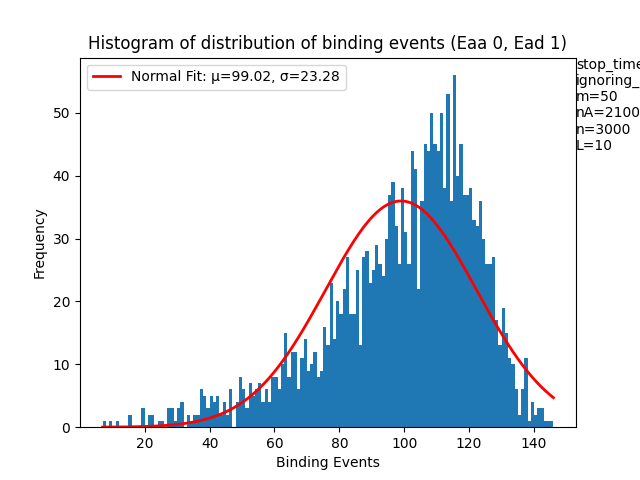 Histogram of distribution of binding events (Eaa 0, Ead 1)
Normal Fit: μ=99.02, σ=23.28
stop_time
ignoring_
m=50
nA=2100
n=3000
L=10
Frequency
50
40
30
20
10
0
20 40 60 80 100 120 140
Binding Events